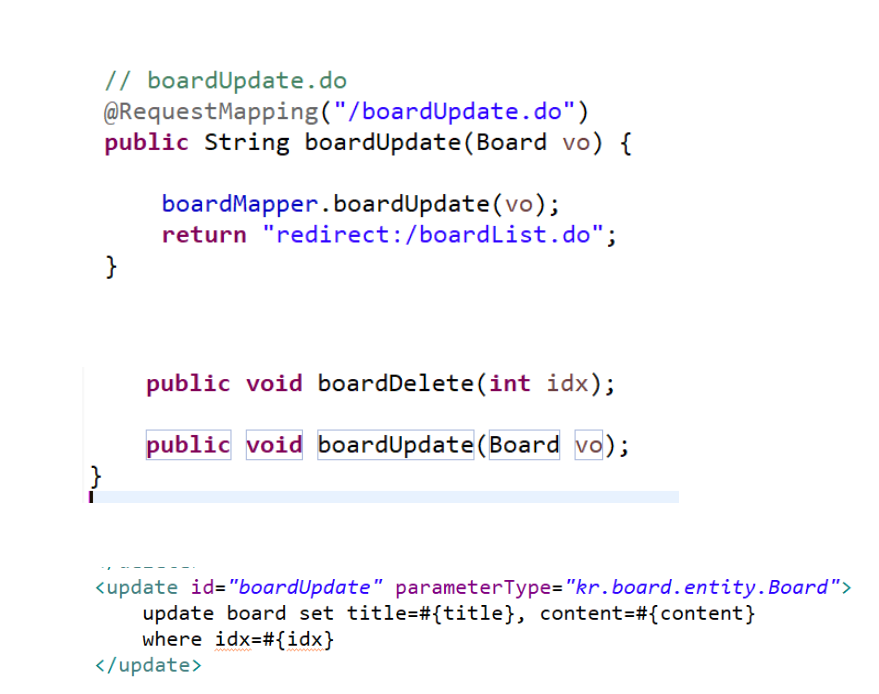 // boardUpdate.do
@RequestMapping("/boardUpdate.do")
public String boardUpdate(Board vo) {
boardMapper.boardUpdate(vo);
return "redirect:/boardList.do";
}
public void boardDelete(int idx);
public void boardUpdate(Board vo);
}
<update id="boardUpdate" parameterType="kr.board.entity.Board">
update board set title=#{title}, content=#{content}
where idx=#{idx}
</update>